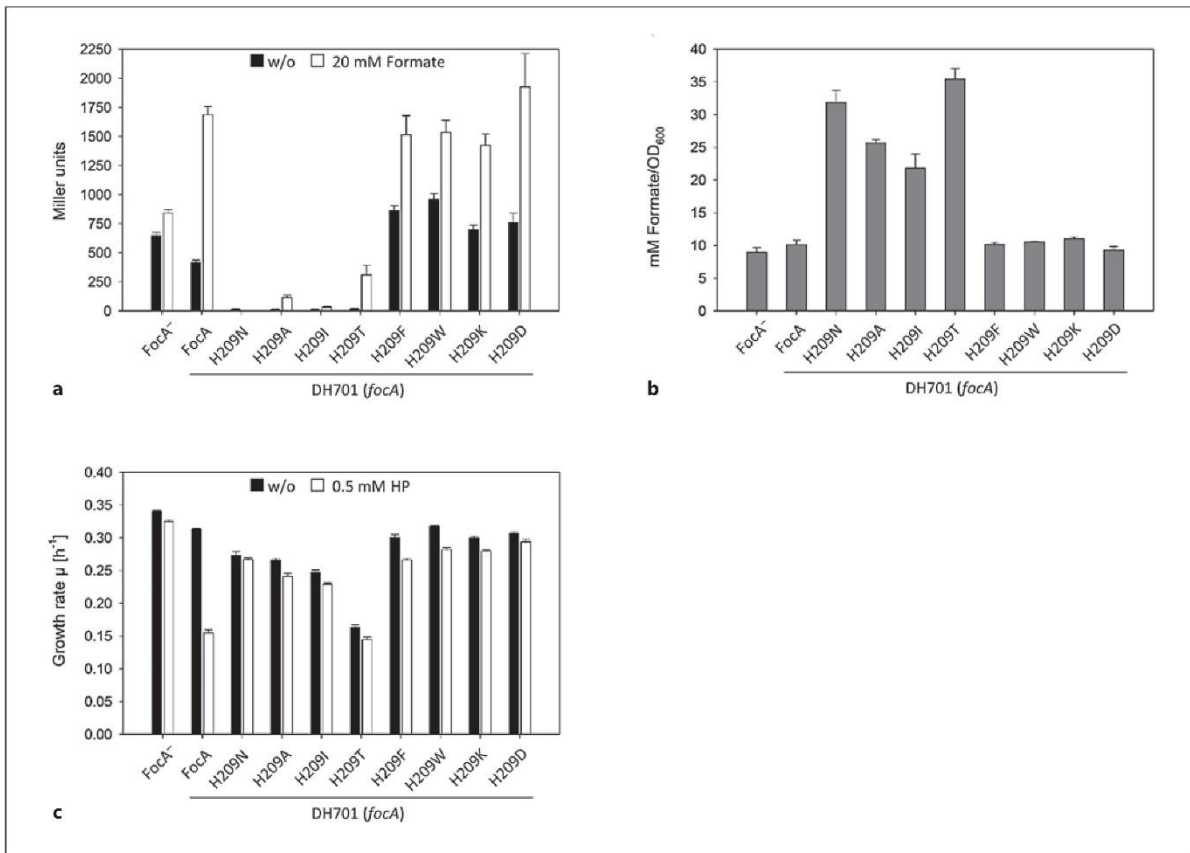 w/o 20 mM Formate
Miller units
2250
2000
1750
1500
1250
1000
750
500
250
0
FocA⁻
FocA
H209N
H209A
H209I
H209T
H209F
H209W
H209K
H209D
DH701 (focA)
a
mM Formate/OD₆₀₀
40
35
30
25
20
15
10
5
0
FocA⁻
FocA
H209N
H209A
H209I
H209T
H209F
H209W
H209K
H209D
DH701 (focA)
b
w/o 0.5 mM HP
Growth rate μ [h⁻¹]
0.40
0.35
0.30
0.25
0.20
0.15
0.10
0.05
0.00
FocA⁻
FocA
H209N
H209A
H209I
H209T
H209F
H209W
H209K
H209D
DH701 (focA)
c